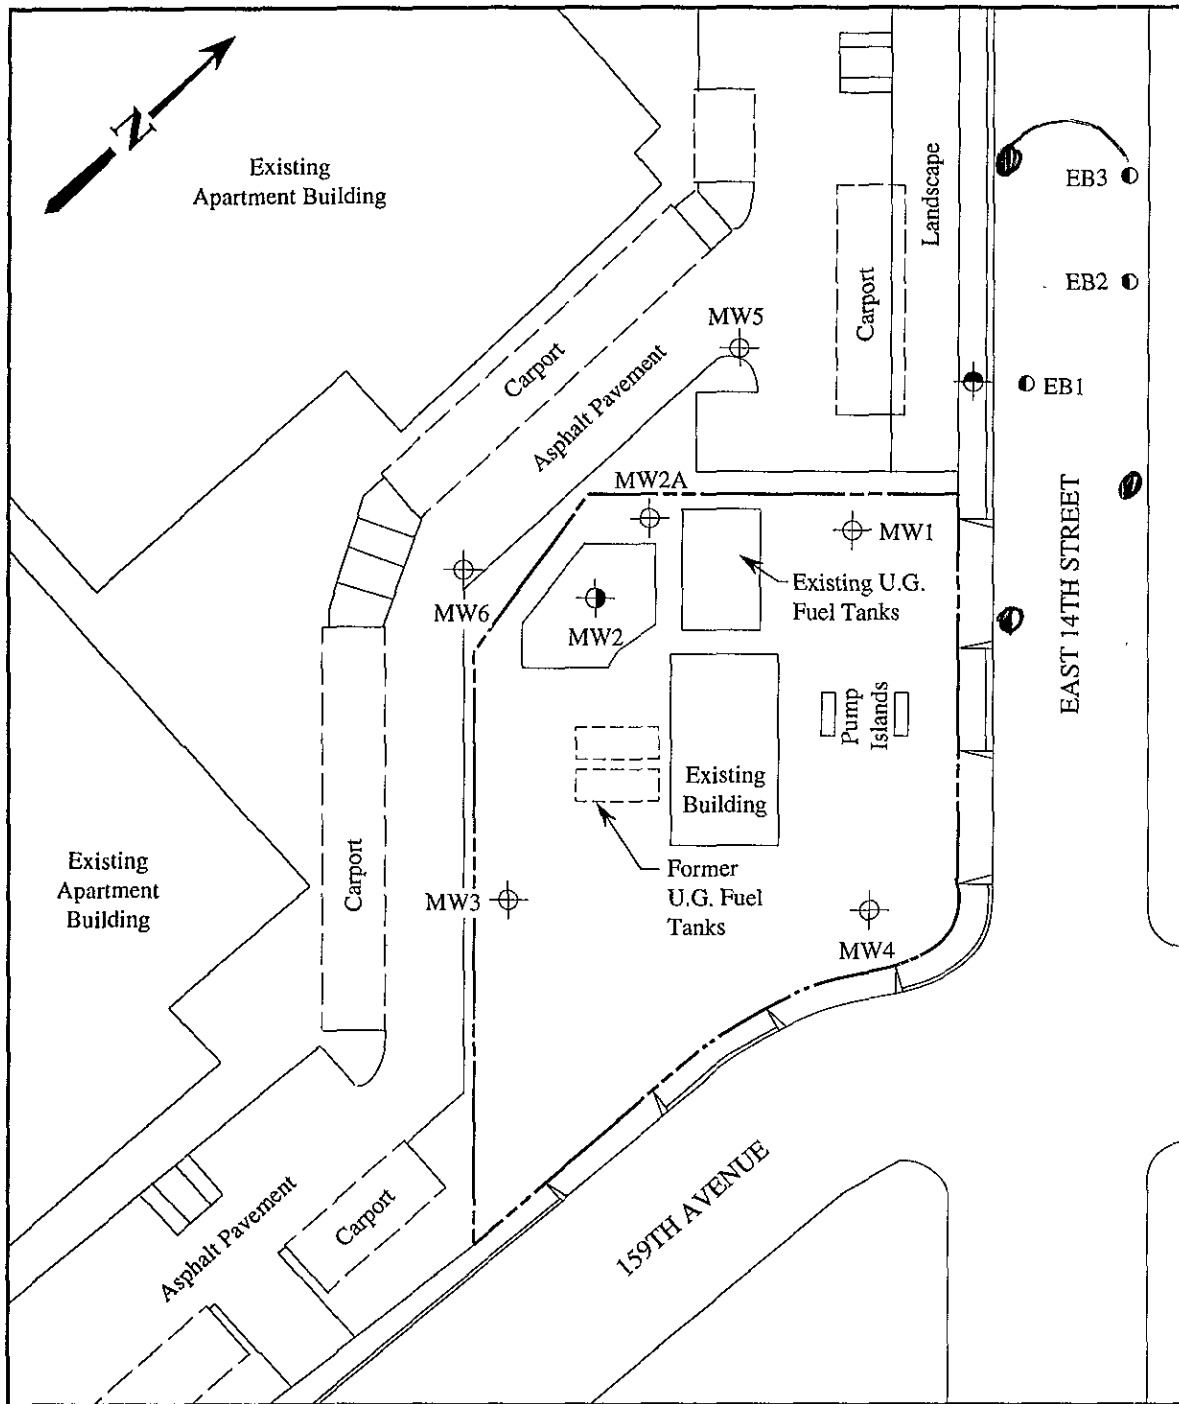 N
Existing
Apartment Building
Landscape
EB3
EB2
Carport
MW5
Carport
EB1
Asphalt Pavement
MW2A
MW1
EAST 14TH STREET
Existing U.G.
Fuel Tanks
MW6
MW2
Pump
Islands
Existing
Building
Existing
Apartment
Building
Carport
Former
U.G. Fuel
Tanks
MW3
MW4
159TH AVENUE
Carport
Asphalt Pavement